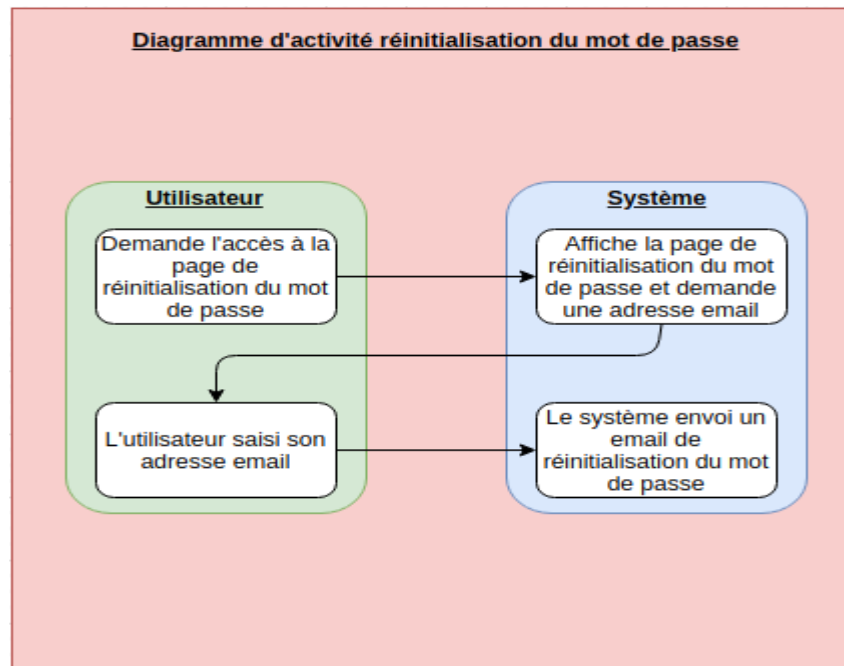 Diagramme d'activité réinitialisation du mot de passe
Utilisateur
Demande l'accès à la
page de
réinitialisation du mot
de passe
Système
Affiche la page de
réinitialisation du mot
de passe et demande
une adresse email
L'utilisateur saisi son
adresse email
Le système envoi un
email de
réinitialisation du mot
de passe